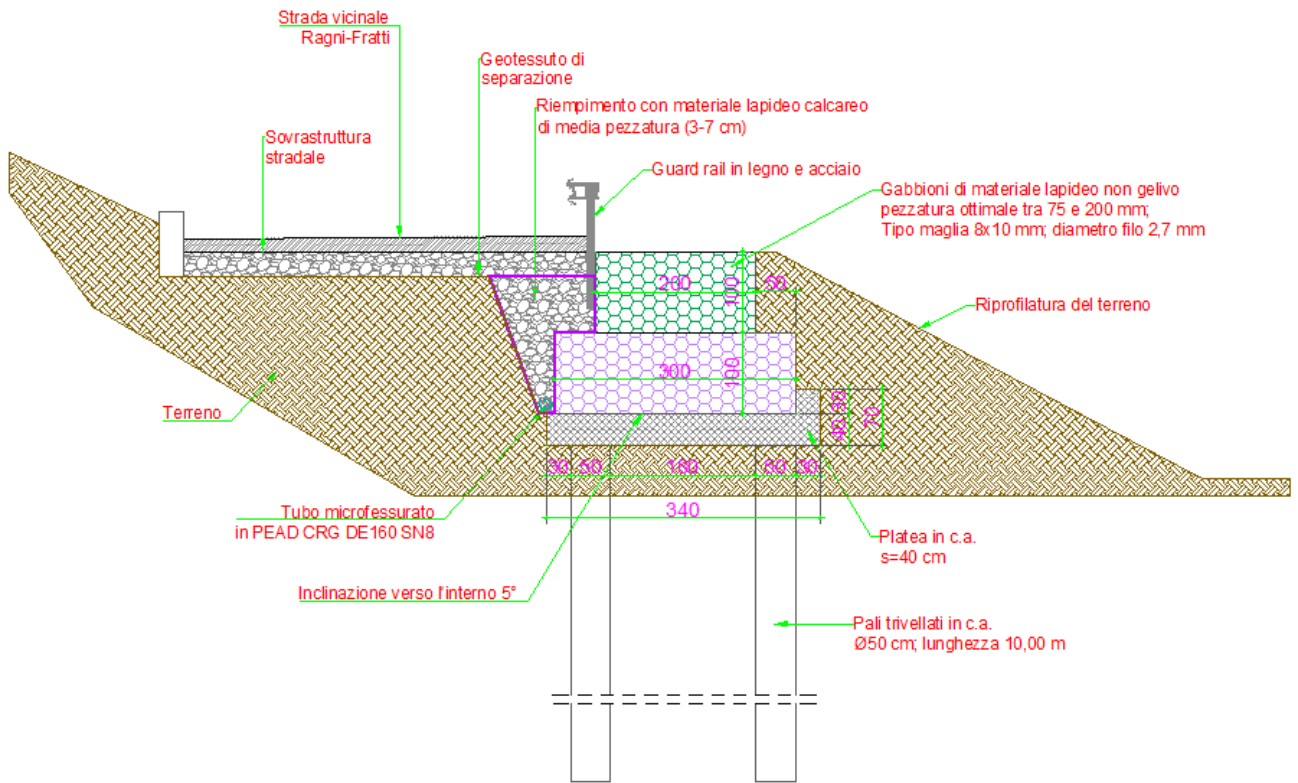 Strada vicinale
Ragni-Fratti
Geotessuto di
separazione
Riempimento con materiale lapideo calcareo
di media pezzatura (3-7 cm)
Sovrastruttura
stradale
Guard rail in legno e acciaio
Gabbioni di materiale lapideo non gelivo
pezzatura ottimale tra 75 e 200 mm;
Tipo maglia 8x10 mm; diametro filo 2,7 mm
200
100
50
Riprofilatura del terreno
300
100
Terreno
40
30
70
30
50
180
50
30
340
Tubo microfessurato
in PEAD CRG DE160 SN8
Platea in c.a.
s=40 cm
Inclinazione verso l'interno 5°
Pali trivellati in c.a.
Ø50 cm; lunghezza 10,00 m